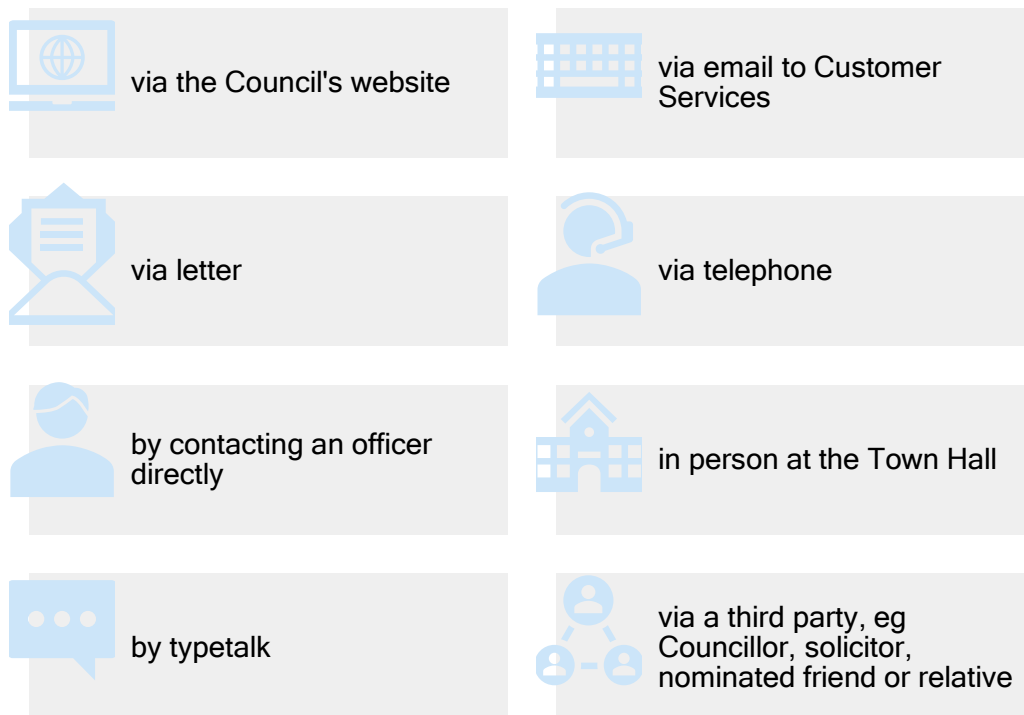 via the Council's website
via email to Customer
Services
via letter
via telephone
by contacting an officer
directly
in person at the Town Hall
by typetalk
via a third party, eg
Councillor, solicitor,
nominated friend or relative